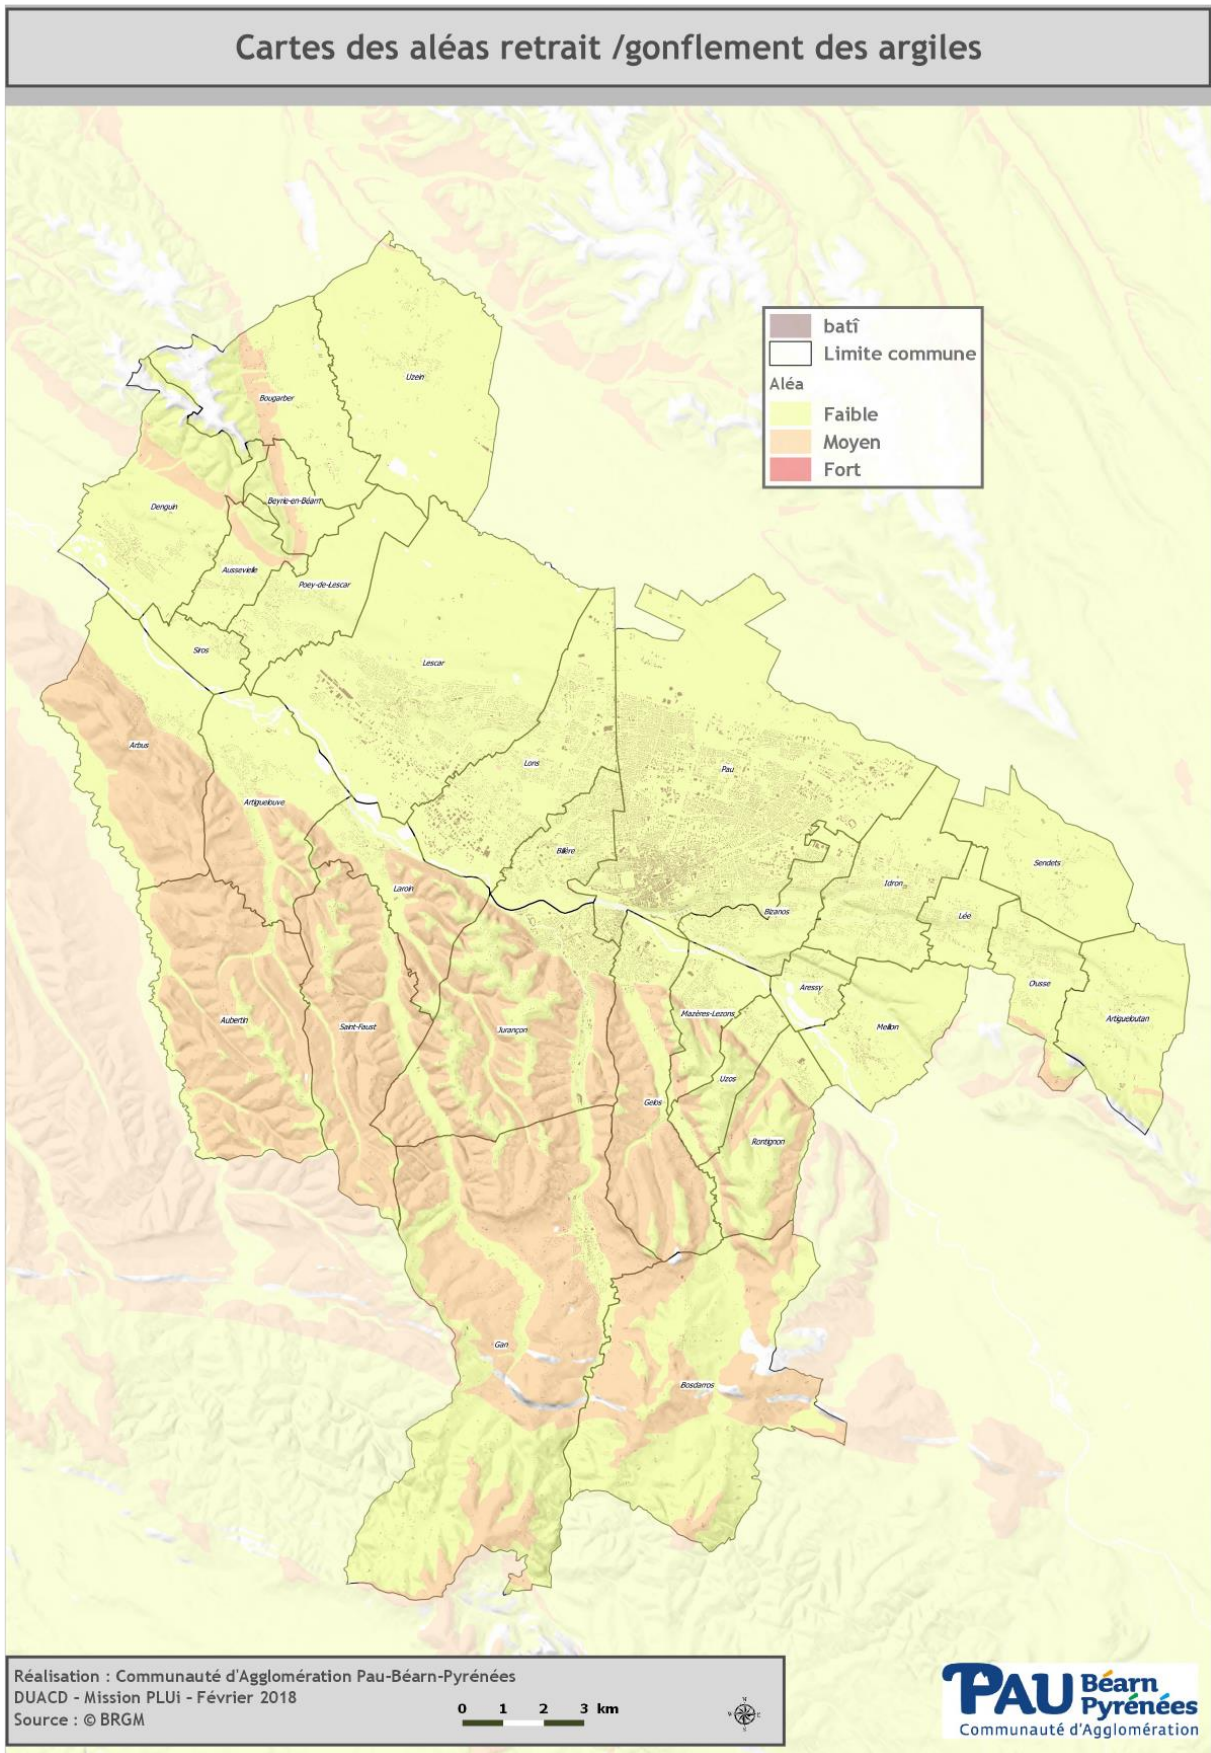 Cartes des aléas retrait /gonflement des argiles
batî
Limite commune
Aléa
Faible
Moyen
Fort
Uzein
Bougarber
Beyrie-en-Béarn
Denguin
Aussevielle
Poey-de-Lescar
Siros
Lescar
Arbus
Lons
Pau
Artiguelouve
Billère
Sendets
Idron
Laroin
Lée
Bizanos
Ousse
Aressy
Mazères-Lezons
Artigueloutan
Aubertin
Saint-Faust
Jurançon
Meillon
Uzos
Gelos
Rontignon
Gan
Bosdarros
Réalisation : Communauté d'Agglomération Pau-Béarn-Pyrénées
DUACD - Mission PLUi - Février 2018
Source : © BRGM
0 1 2 3 km
PAU Béarn
Pyrénées
Communauté d'Agglomération